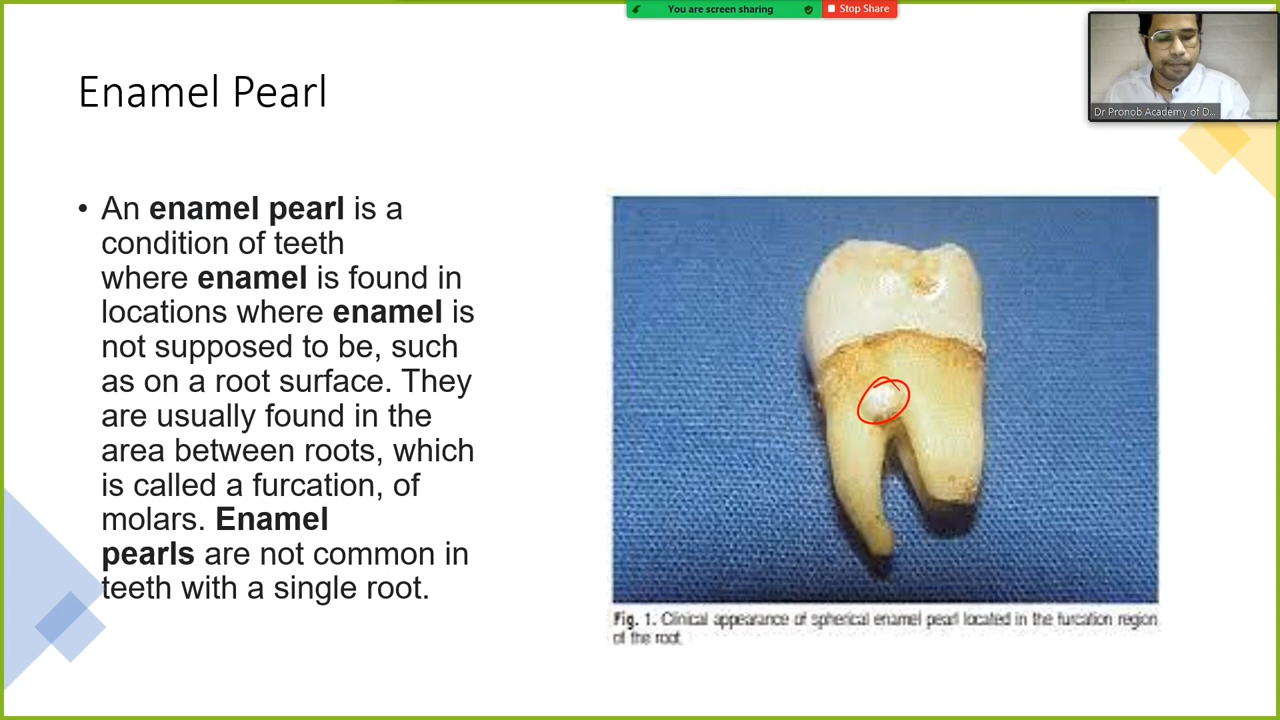 You are screen sharing
Stop Share
Dr Pronob Academy of D...
Enamel Pearl
• An enamel pearl is a
condition of teeth
where enamel is found in
locations where enamel is
not supposed to be, such
as on a root surface. They
are usually found in the
area between roots, which
is called a furcation, of
molars. Enamel
pearls are not common in
teeth with a single root.
Fig. 1. Clinical appearance of spherical enamel pearl located in the furcation region
of the root.